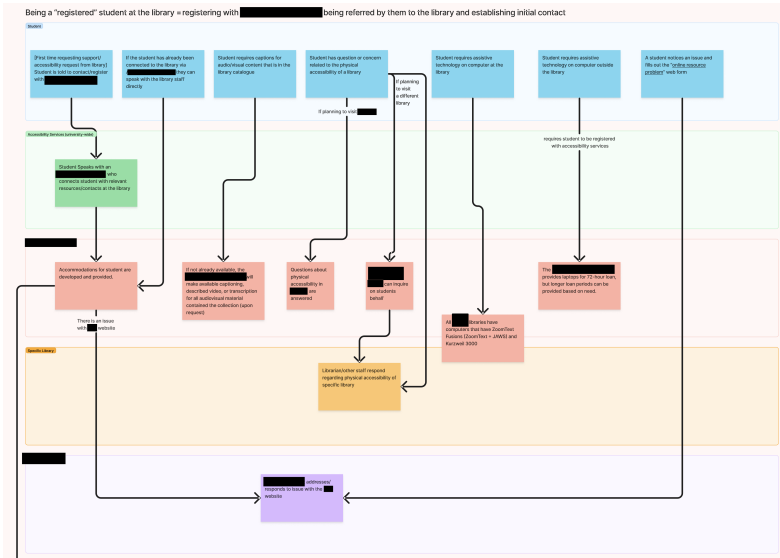 Being a "registered" student at the library = registering with being referred by them to the library and establishing initial contact
Student
[First time requesting support/
accessibility request from library]
Student is told to contact/register
with
If the student has already been
connected to the library via
they can
speak with the library staff
directly
Student requires captions for
audio/visual content that is in the
library catalogue
Student has question or concern
related to the physical
accessibility of a library
Student requires assistive
technology on computer at the
library
Student requires assistive
technology on computer outside
the library
A student notices an issue and
fills out the "online resource
problem" web form
If planning
to visit
a different
library
If planning to visit
Accessibility Services (university-wide)
requires student to be registered
with accessibility services
Student Speaks with an
who
connects student with relevant
resources/contacts at the library
Accommodations for student are
developed and provided.
If not already available, the
will
make available captioning,
described video, or transcription
for all audiovisual material
contained the collection (upon
request)
Questions about
physical
accessibility in
are
answered
can inquire
on students
behalf
The
provides laptops for 72-hour loan,
but longer loan periods can be
provided based on need.
There is an issue
with website
All libraries have
computers that have ZoomText
Fusions (ZoomText + JAWS) and
Kurzweil 3000
Specific Library
Librarian/other staff respond
regarding physical accessibility of
specific library
addresses/
responds to issue with the
website